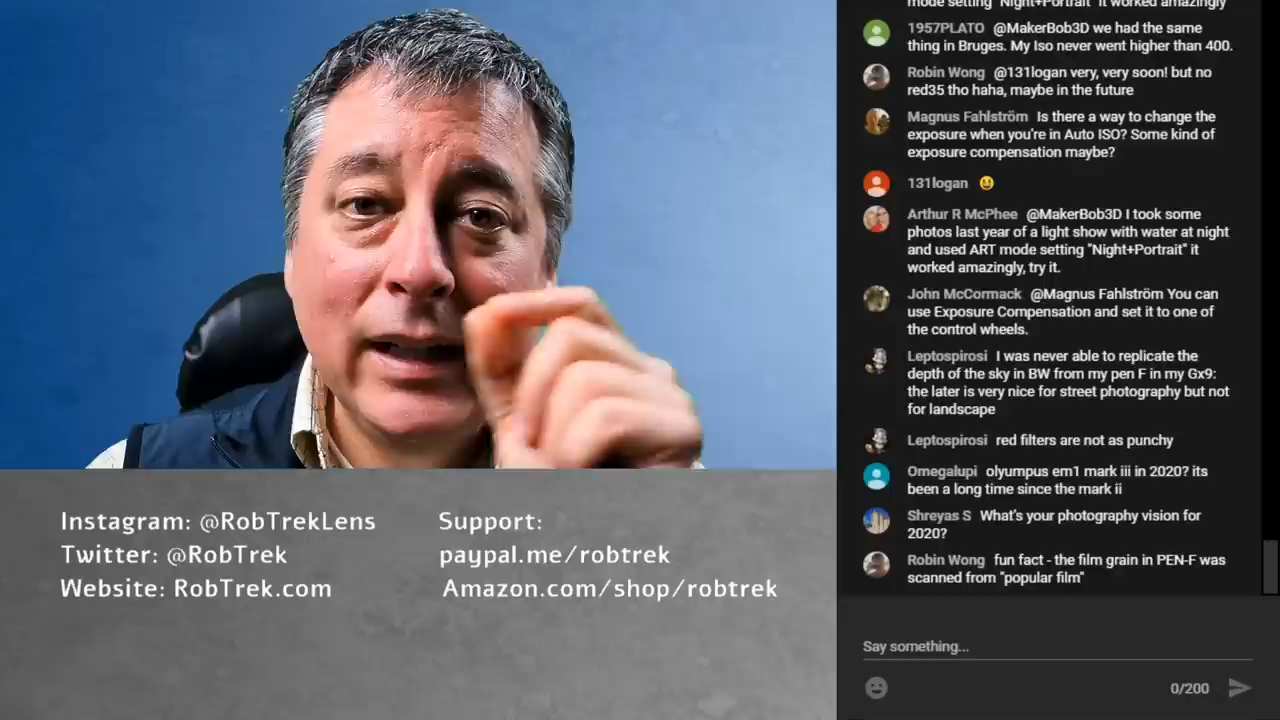 mode setting "Night+Portrait" it worked amazingly
1957PLATO @MakerBob3D we had the same
thing in Bruges. My Iso never went higher than 400.
Robin Wong @131logan very, very soon! but no
red35 tho haha, maybe in the future
Magnus Fahlström Is there a way to change the
exposure when you're in Auto ISO? Some kind of
exposure compensation maybe?
131logan
Arthur R McPhee @MakerBob3D I took some
photos last year of a light show with water at night
and used ART mode setting "Night+Portrait" it
worked amazingly, try it.
John McCormack @Magnus Fahlström You can
use Exposure Compensation and set it to one of
the control wheels.
Leptospirosi I was never able to replicate the
depth of the sky in BW from my pen F in my Gx9:
the later is very nice for street photography but not
for landscape
Leptospirosi red filters are not as punchy
Omegalupi olyumpus em1 mark iii in 2020? its
been a long time since the mark ii
Shreyas S What's your photography vision for
2020?
Robin Wong fun fact - the film grain in PEN-F was
scanned from "popular film"
Say something...
0/200
Instagram: @RobTrekLens
Twitter: @RobTrek
Website: RobTrek.com
Support:
paypal.me/robtrek
Amazon.com/shop/robtrek